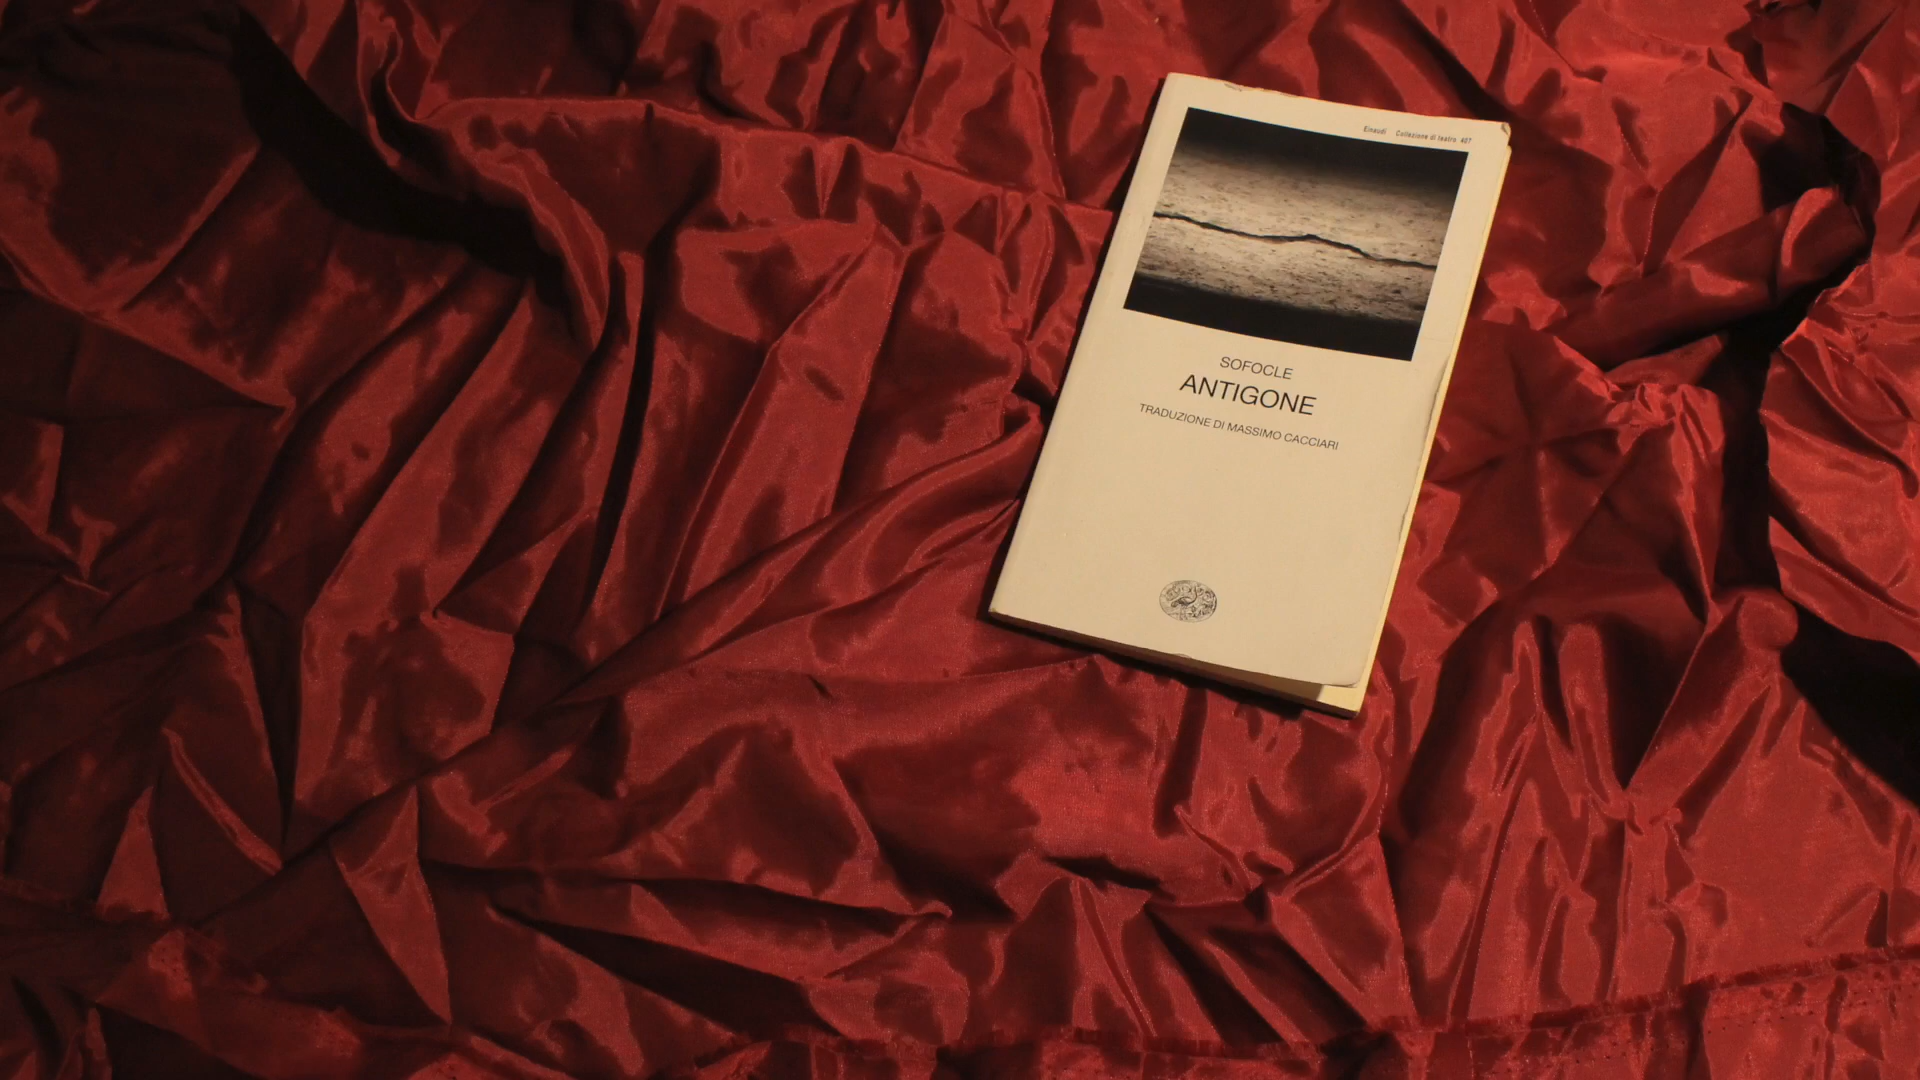 Einaudi Collezione di teatro 407
SOFOCLE
ANTIGONE
TRADUZIONE DI MASSIMO CACCIARI